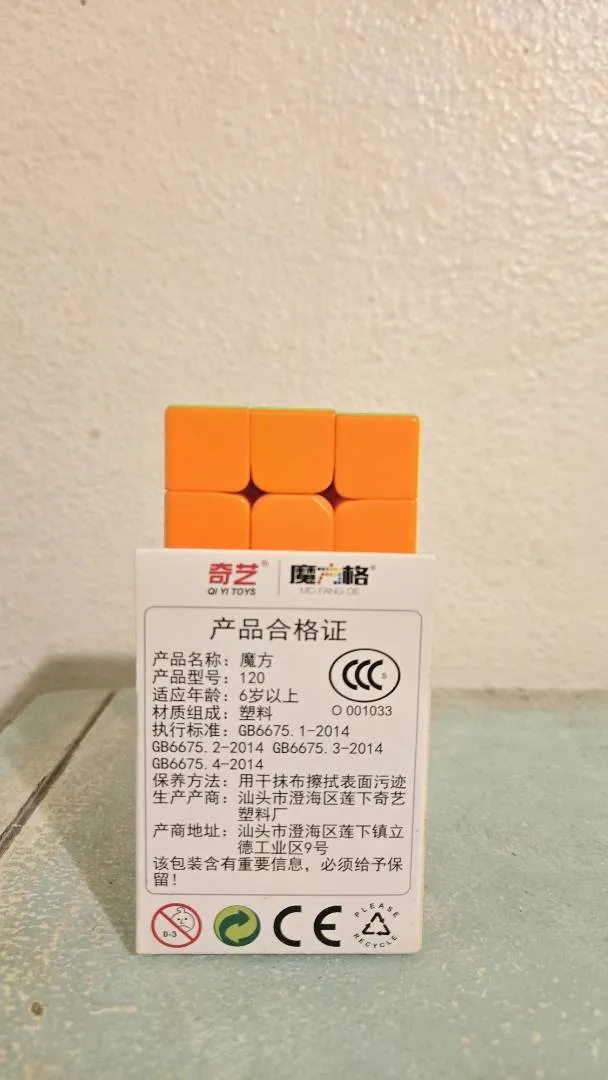 奇艺® 魔方格®
QI YI TOYS MO FANG GE
产品合格证
产品名称：魔方
产品型号：120
适应年龄：6岁以上
材质组成：塑料
CCC S
O 001033
执行标准：GB6675.1-2014
GB6675.2-2014 GB6675.3-2014
GB6675.4-2014
保养方法：用干抹布擦拭表面污迹
生产产商：汕头市澄海区莲下奇艺
塑料厂
产商地址：汕头市澄海区莲下镇立
德工业区9号
该包装含有重要信息，必须给予保
留！
0-3 CE PLEASE RECYCLE